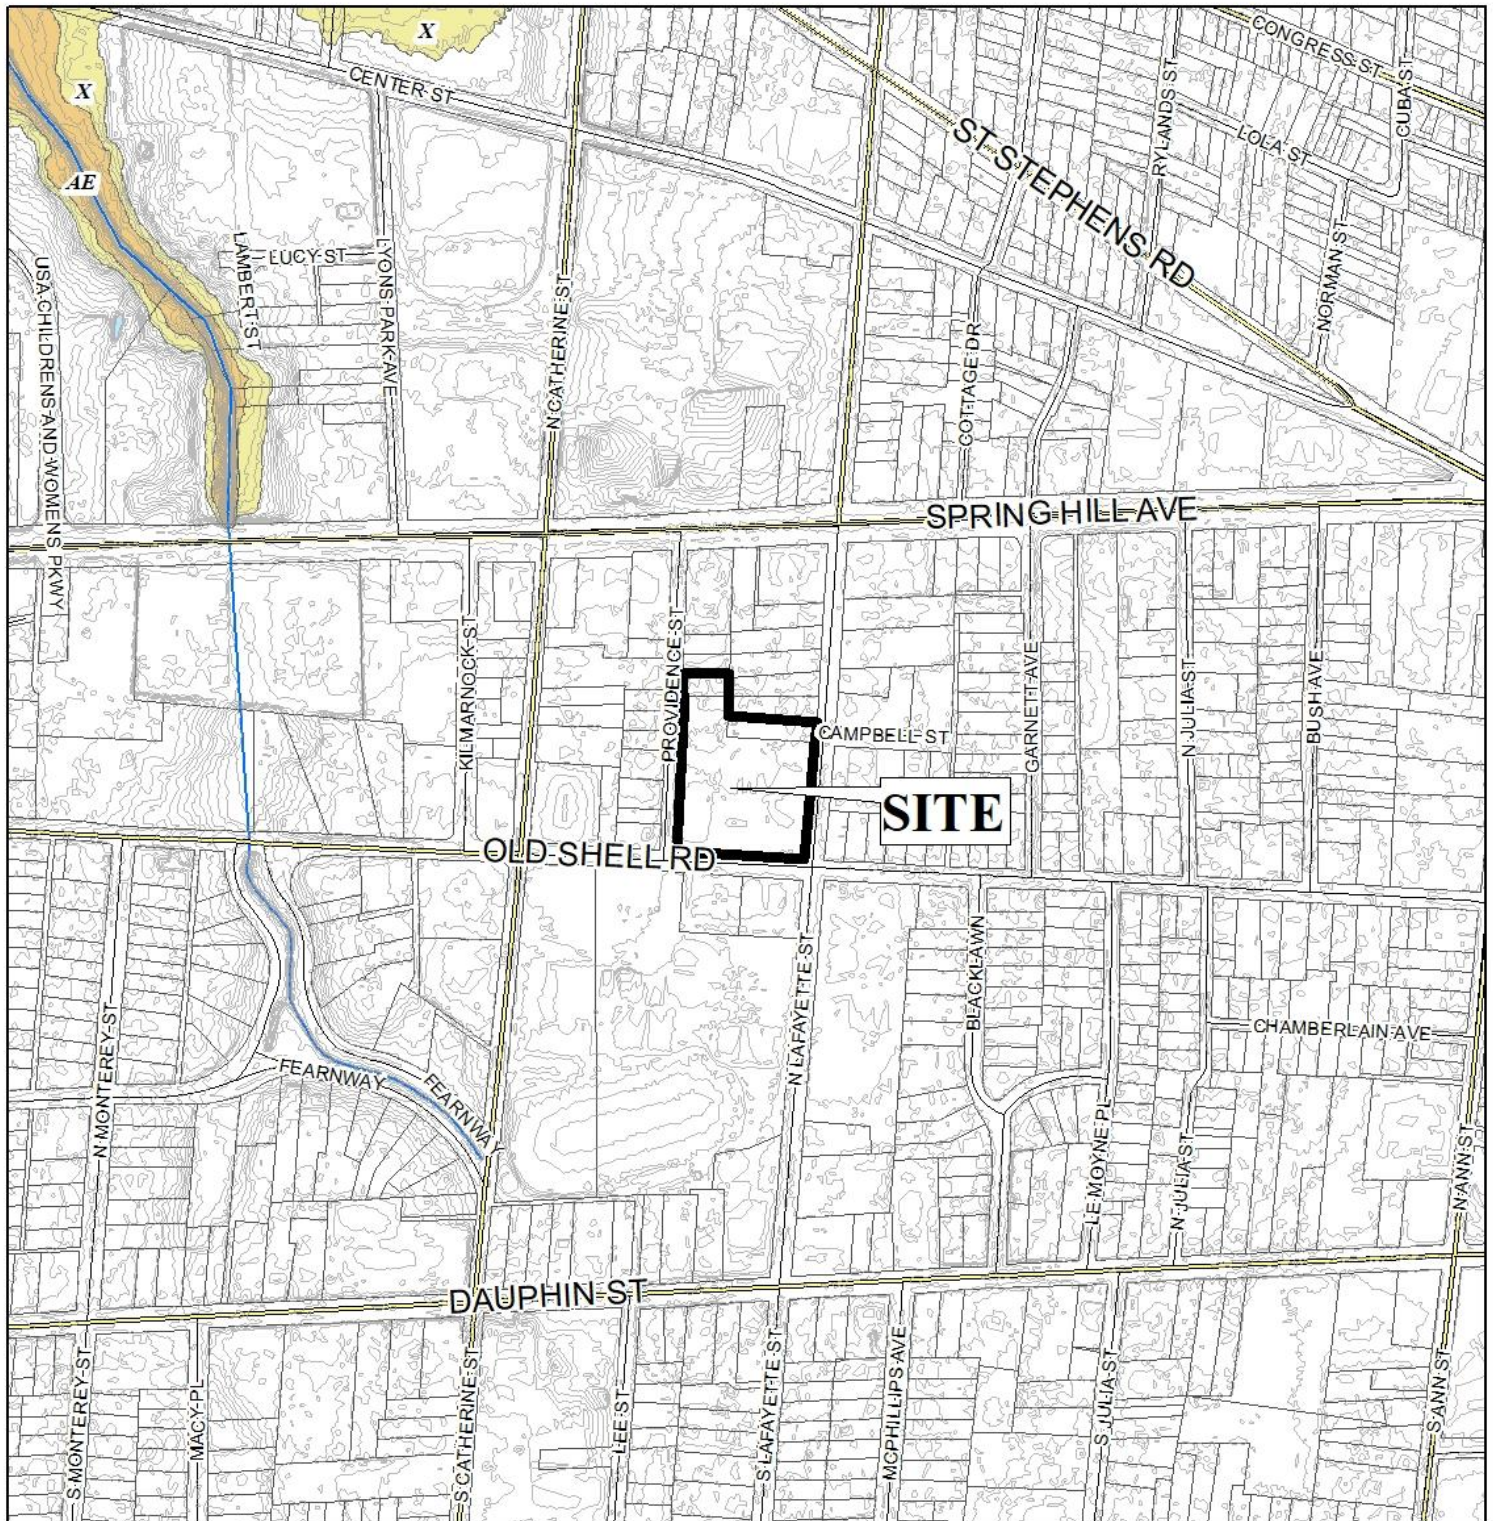 X
CONGRESS ST
X
CENTER ST
CUBA ST
RYLANDS ST
ST STEPHENS RD
LOLA ST
AE
LAMBERT ST
LUCY ST
LYONS PARK AVE
NORMAN ST
USA CHILDRENS AND WOMENS PKWY
N CATHERINE ST
COTTAGE DR
SPRING HILL AVE
PROVIDENCE ST
KILMARNOCK ST
GARNETT AVE
N JULIA ST
BUSH AVE
CAMPBELL ST
SITE
OLD SHELL RD
BLACKLAWN
N LAFAYETTE ST
N MONTEREY ST
CHAMBERLAIN AVE
FEARNWAY
FEARNWAY
LE MOYNE PL
N JULIA ST
N ANN ST
DAUPHIN ST
S MONTEREY ST
MACY PL
S CATHERINE ST
LEE ST
S LAFAYETTE ST
MCPHILLIPS AVE
S JULIA ST
S ANN ST